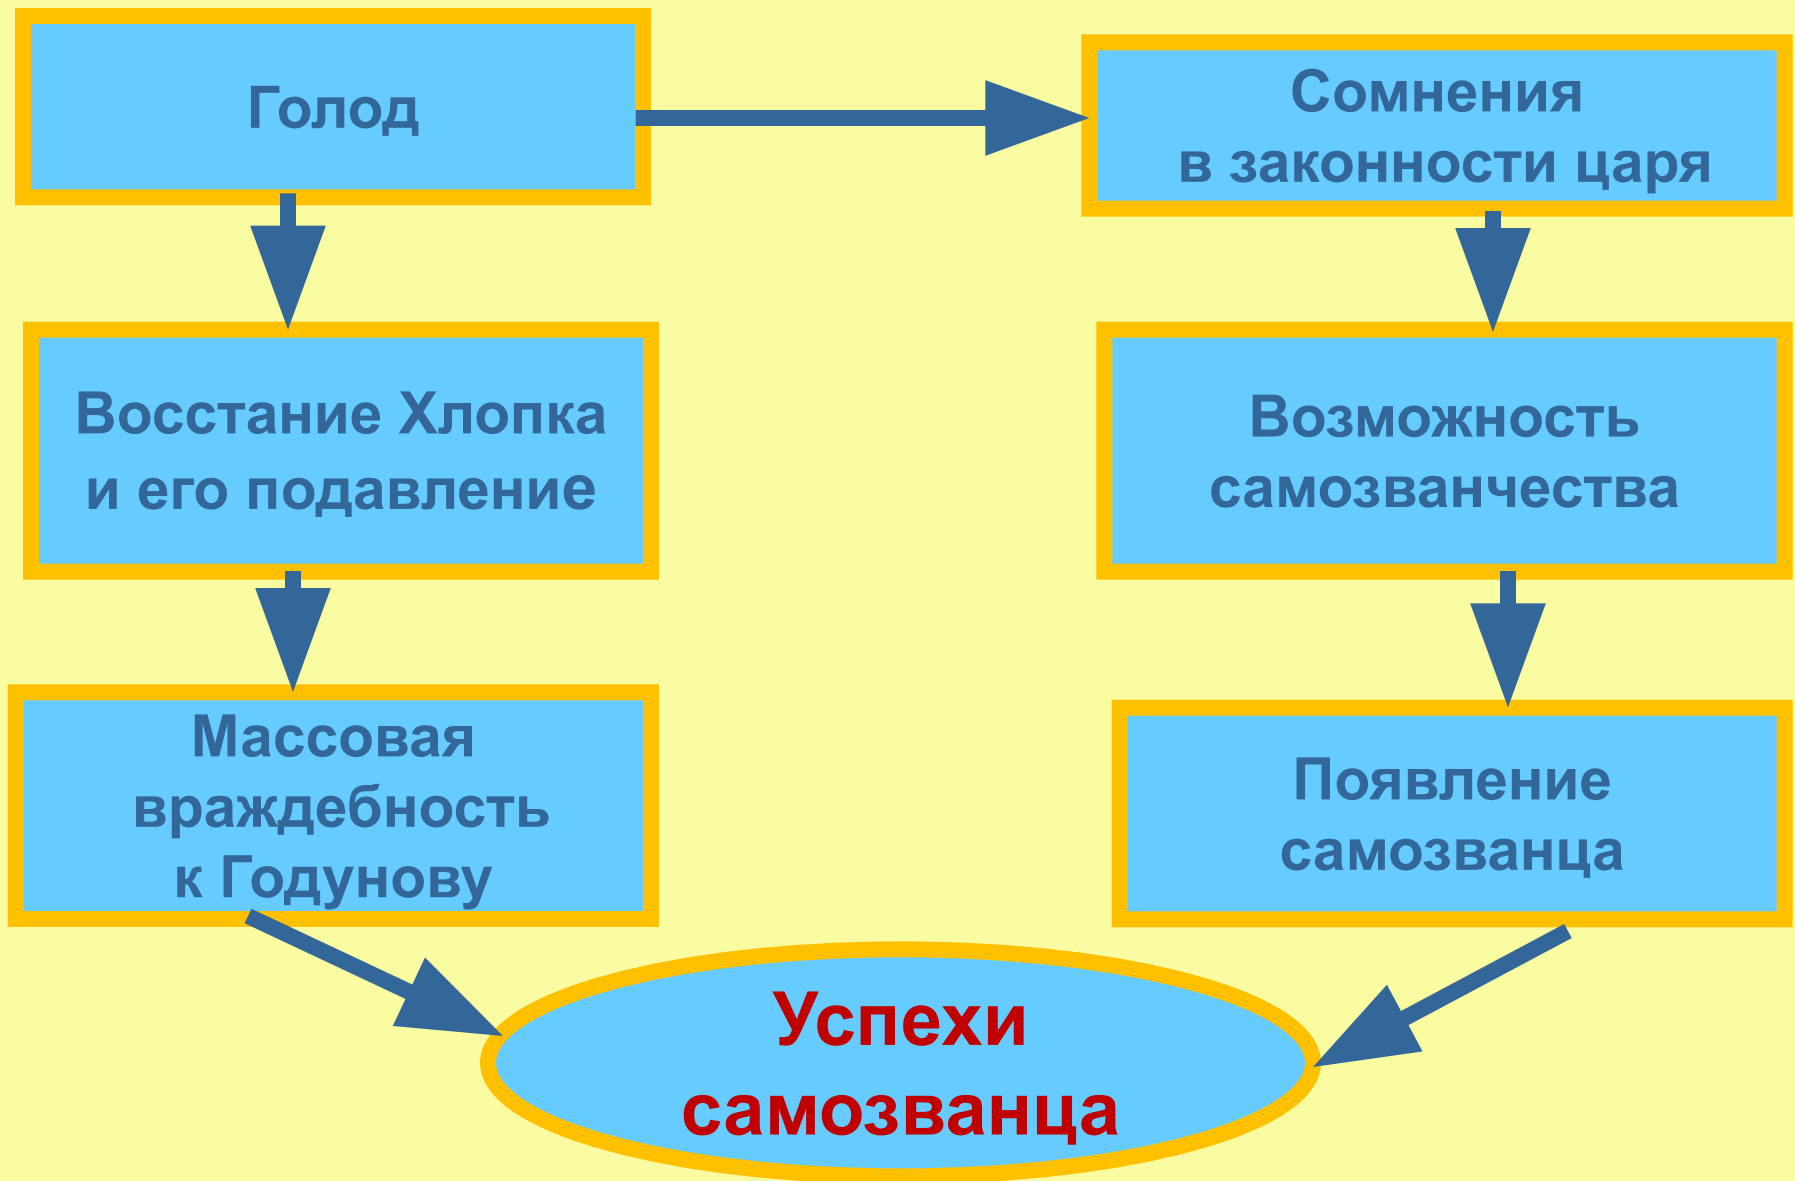 Голод
Сомнения
в законности царя
Восстание Хлопка
и его подавление
Возможность
самозванчества
Массовая
враждебность
к Годунову
Появление
самозванца
Успехи
самозванца